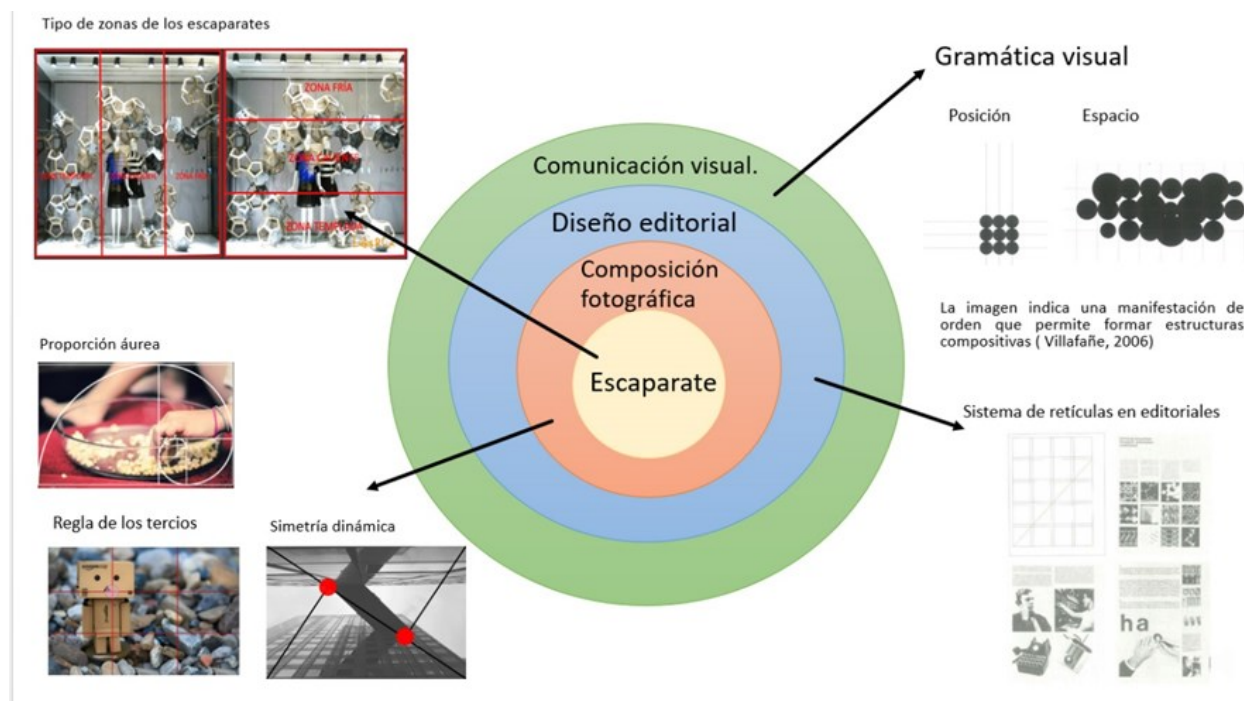 Tipo de zonas de los escaparates
ZONA FRÍA
ZONA FRÍA
ZONA TEMPLADA
Gramática visual
Posición
Espacio
La imagen indica una manifestación de
orden que permite formar estructuras
compositivas ( Villafañe, 2006)
Comunicación visual.
Diseño editorial
Composición
fotográfica
Escaparate
Proporción áurea
Regla de los tercios
Simetría dinámica
Sistema de retículas en editoriales
ha